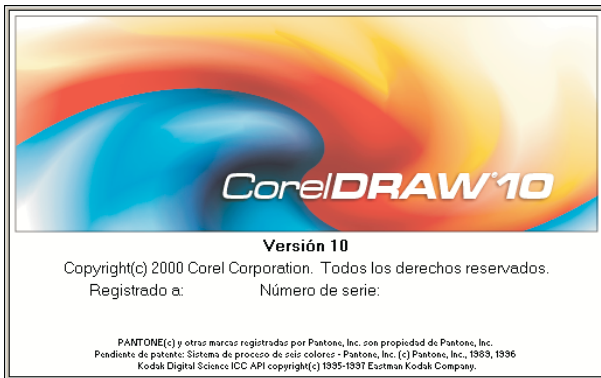 CorelDRAW®10
Versión 10
Copyright(c) 2000 Corel Corporation. Todos los derechos reservados.
Registrado a: Número de serie:
PANTONE(c) y otras marcas registradas por Pantone, Inc. son propiedad de Pantone, Inc.
Pendiente de patente: Sistema de proceso de seis colores - Pantone, Inc. (c) Pantone, Inc., 1989, 1996
Kodak Digital Science ICC API copyright(c) 1995-1997 Eastman Kodak Company.